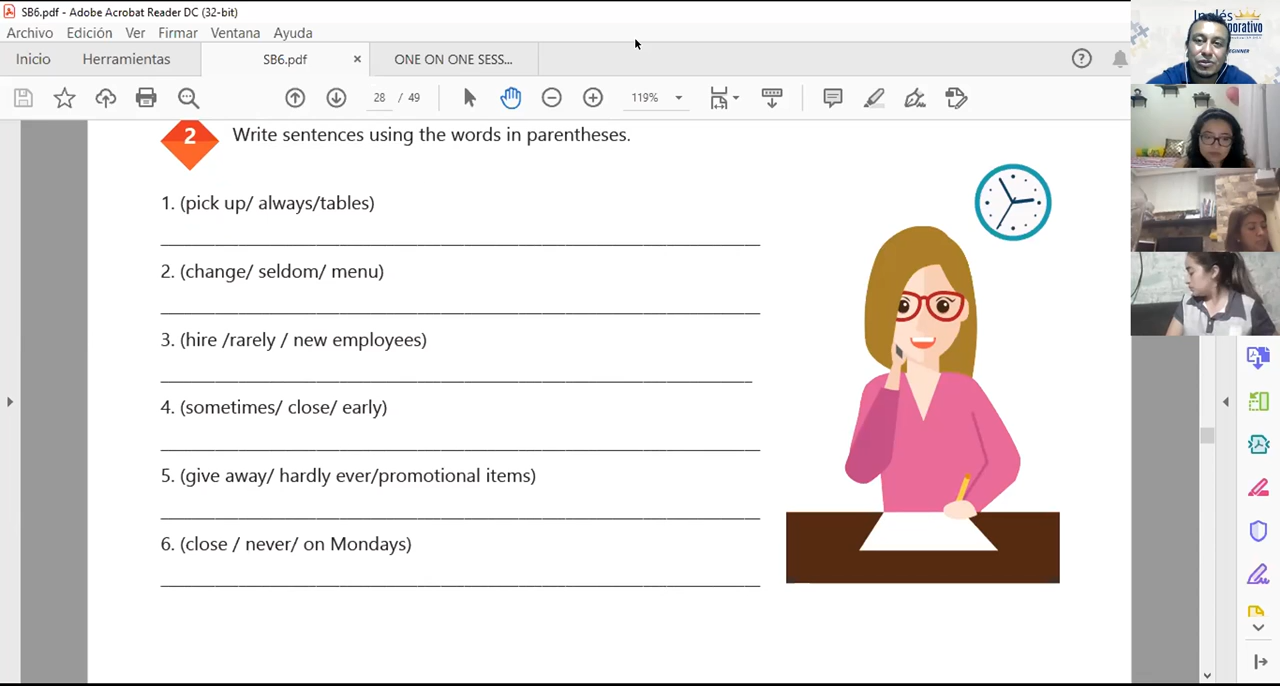 SB6.pdf - Adobe Acrobat Reader DC (32-bit)
Archivo Edición Ver Firmar Ventana Ayuda
Inicio Herramientas SB6.pdf × ONE ON ONE SESS...
28 / 49 119%
2 Write sentences using the words in parentheses.
1. (pick up/ always/tables)
2. (change/ seldom/ menu)
3. (hire /rarely / new employees)
4. (sometimes/ close/ early)
5. (give away/ hardly ever/promotional items)
6. (close / never/ on Mondays)